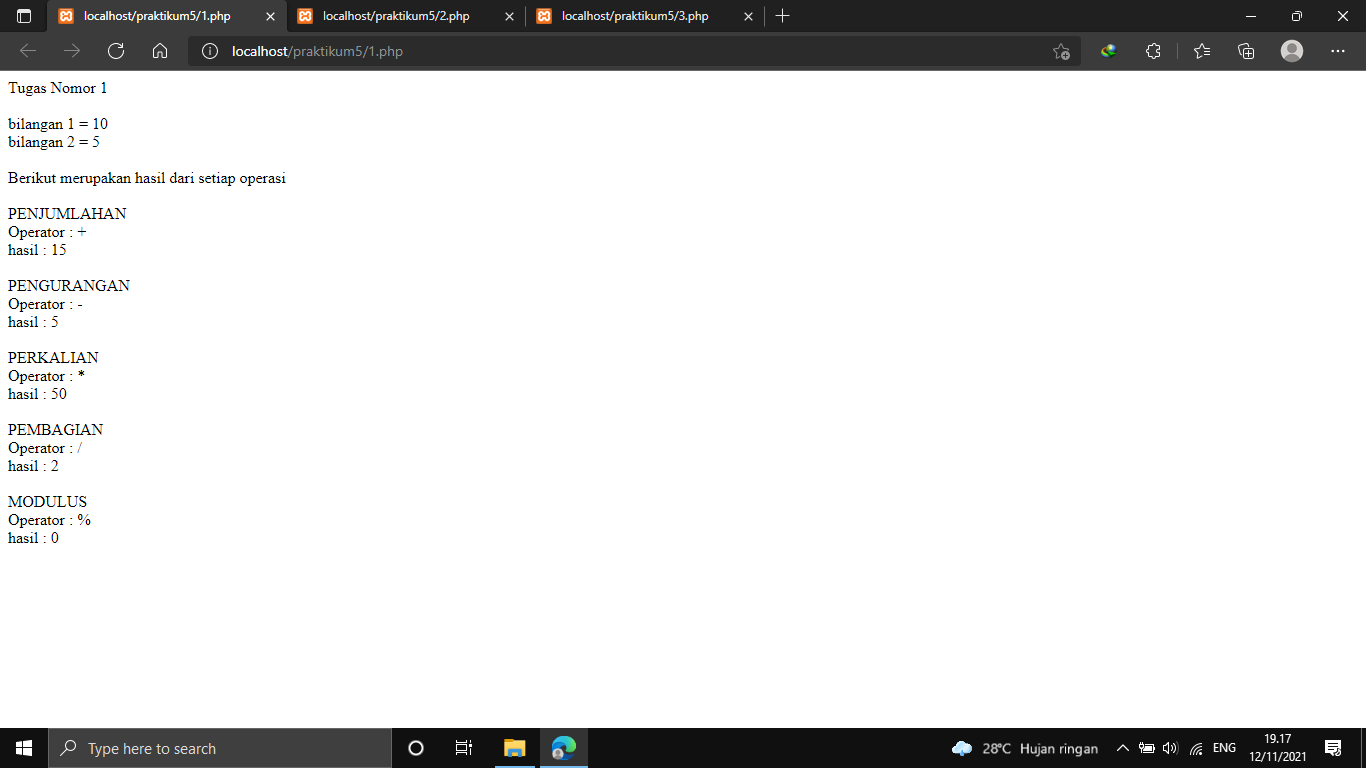 localhost/praktikum5/1.php
localhost/praktikum5/2.php
localhost/praktikum5/3.php
localhost/praktikum5/1.php
Tugas Nomor 1
bilangan 1 = 10
bilangan 2 = 5
Berikut merupakan hasil dari setiap operasi
PENJUMLAHAN
Operator : +
hasil : 15
PENGURANGAN
Operator : -
hasil : 5
PERKALIAN
Operator : *
hasil : 50
PEMBAGIAN
Operator : /
hasil : 2
MODULUS
Operator : %
hasil : 0
Type here to search
28°C Hujan ringan
ENG
19.17
12/11/2021